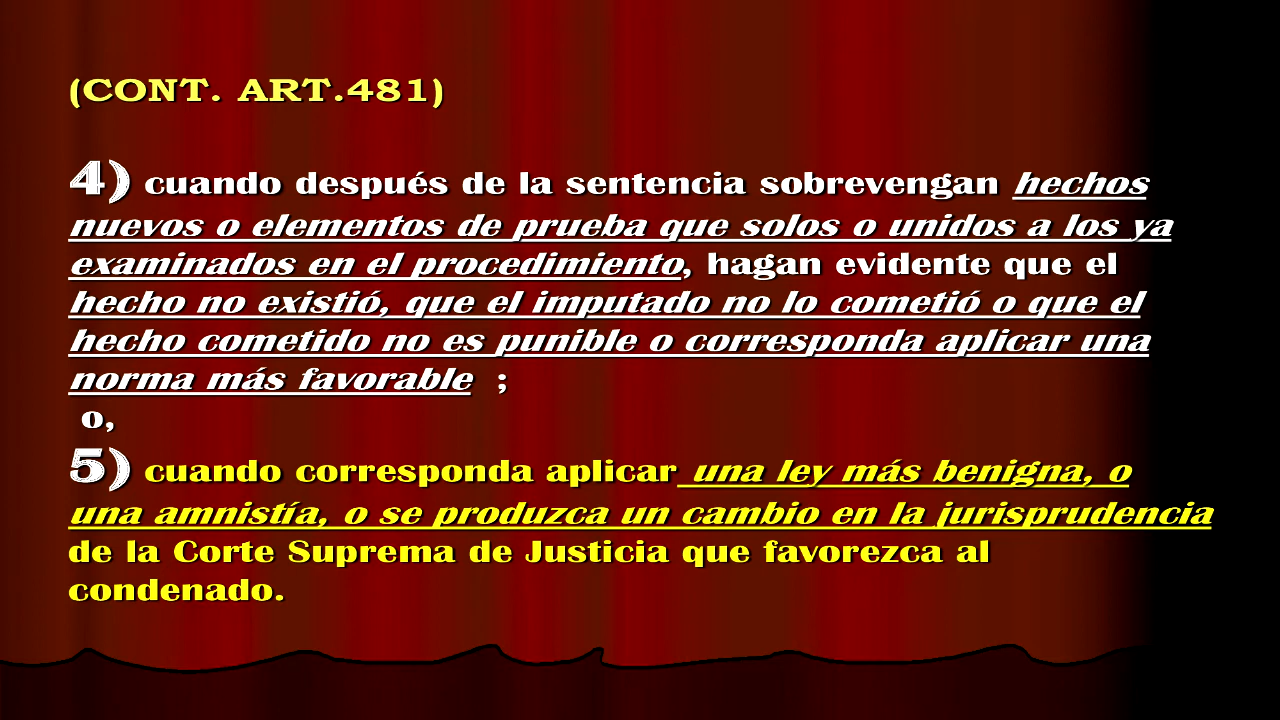 (CONT. ART.481)
4) cuando después de la sentencia sobrevengan hechos
nuevos o elementos de prueba que solos o unidos a los ya
examinados en el procedimiento, hagan evidente que el
hecho no existió, que el imputado no lo cometió o que el
hecho cometido no es punible o corresponda aplicar una
norma más favorable ;
o,
5) cuando corresponda aplicar una ley más benigna, o
una amnistía, o se produzca un cambio en la jurisprudencia
de la Corte Suprema de Justicia que favorezca al
condenado.